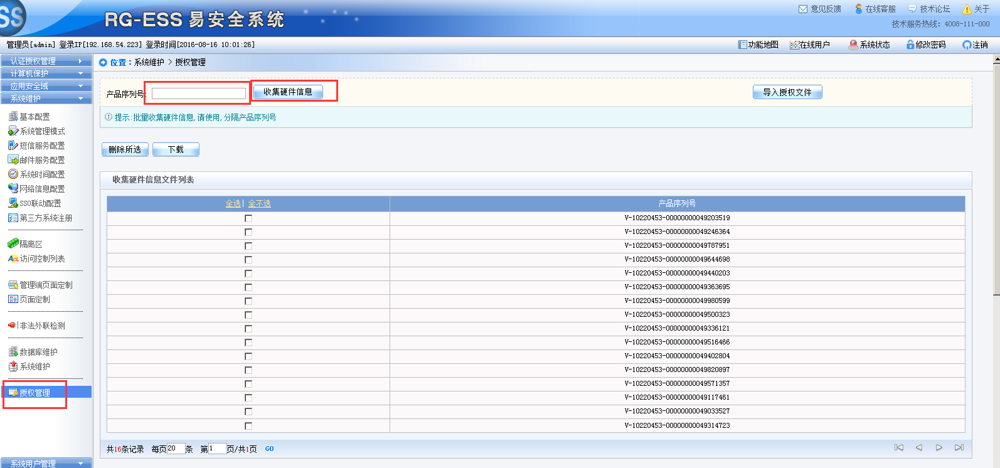 SS
RG-ESS 易安全系统
意见反馈 在线客服 技术论坛 关于
技术服务热线: 4008-111-000
管理员[admin] 登录IP[192.168.54.223] 登录时间[2016-08-16 10:01:26]
功能地图 在线用户 系统状态 修改密码 注销
认证授权管理
计算机保护
应用安全域
系统维护
基本配置
系统管理模式
短信服务配置
邮件服务配置
系统时间配置
网络信息配置
SSO联动配置
第三方系统注册
隔离区
ACL 访问控制列表
管理端页面定制
页面定制
非法外联检测
数据库维护
系统维护
授权管理
系统用户管理
位置：系统维护 > 授权管理
产品序列号: 收集硬件信息 导入授权文件
提示:批量收集硬件信息,请使用,分隔产品序列号
删除所选 下载
收集硬件信息文件列表
全选| 全不选 产品序列号
V-10220453-00000000049203519
V-10220453-00000000049246364
V-10220453-00000000049787951
V-10220453-00000000049644698
V-10220453-00000000049440203
V-10220453-00000000049363695
V-10220453-00000000049980599
V-10220453-00000000049500323
V-10220453-00000000049336121
V-10220453-00000000049516466
V-10220453-00000000049402804
V-10220453-00000000049820897
V-10220453-00000000049571357
V-10220453-00000000049117461
V-10220453-00000000049033527
V-10220453-00000000049314723
共16条记录 每页20条 第1页/共1页 GO